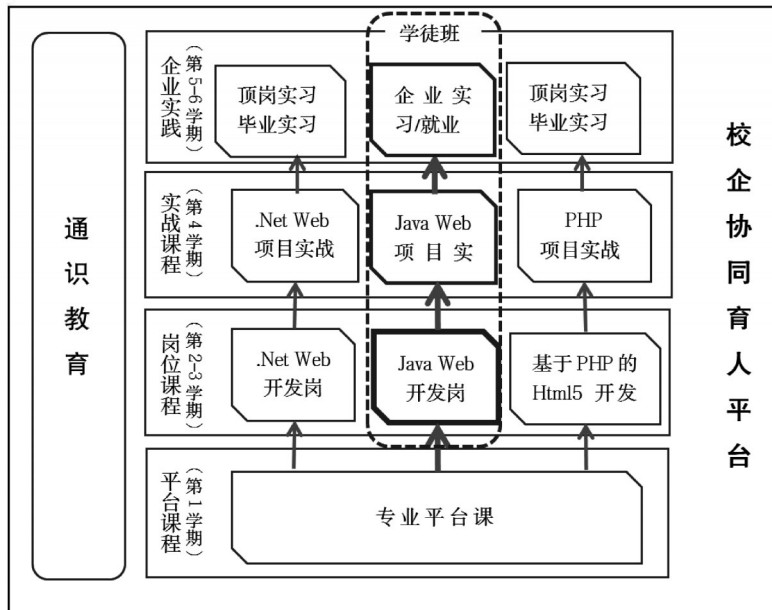 通识教育
学徒班
企业实践
（第5-6学期）
顶岗实习
毕业实习
企业实
习/就业
顶岗实习
毕业实习
实战课程
（第4学期）
.Net Web
项目实战
Java Web
项目实
PHP
项目实战
岗位课程
（第2-3学期）
.Net Web
开发岗
Java Web
开发岗
基于PHP的
Html5 开发
平台课程
（第1学期）
专业平台课
校企协同育人平台